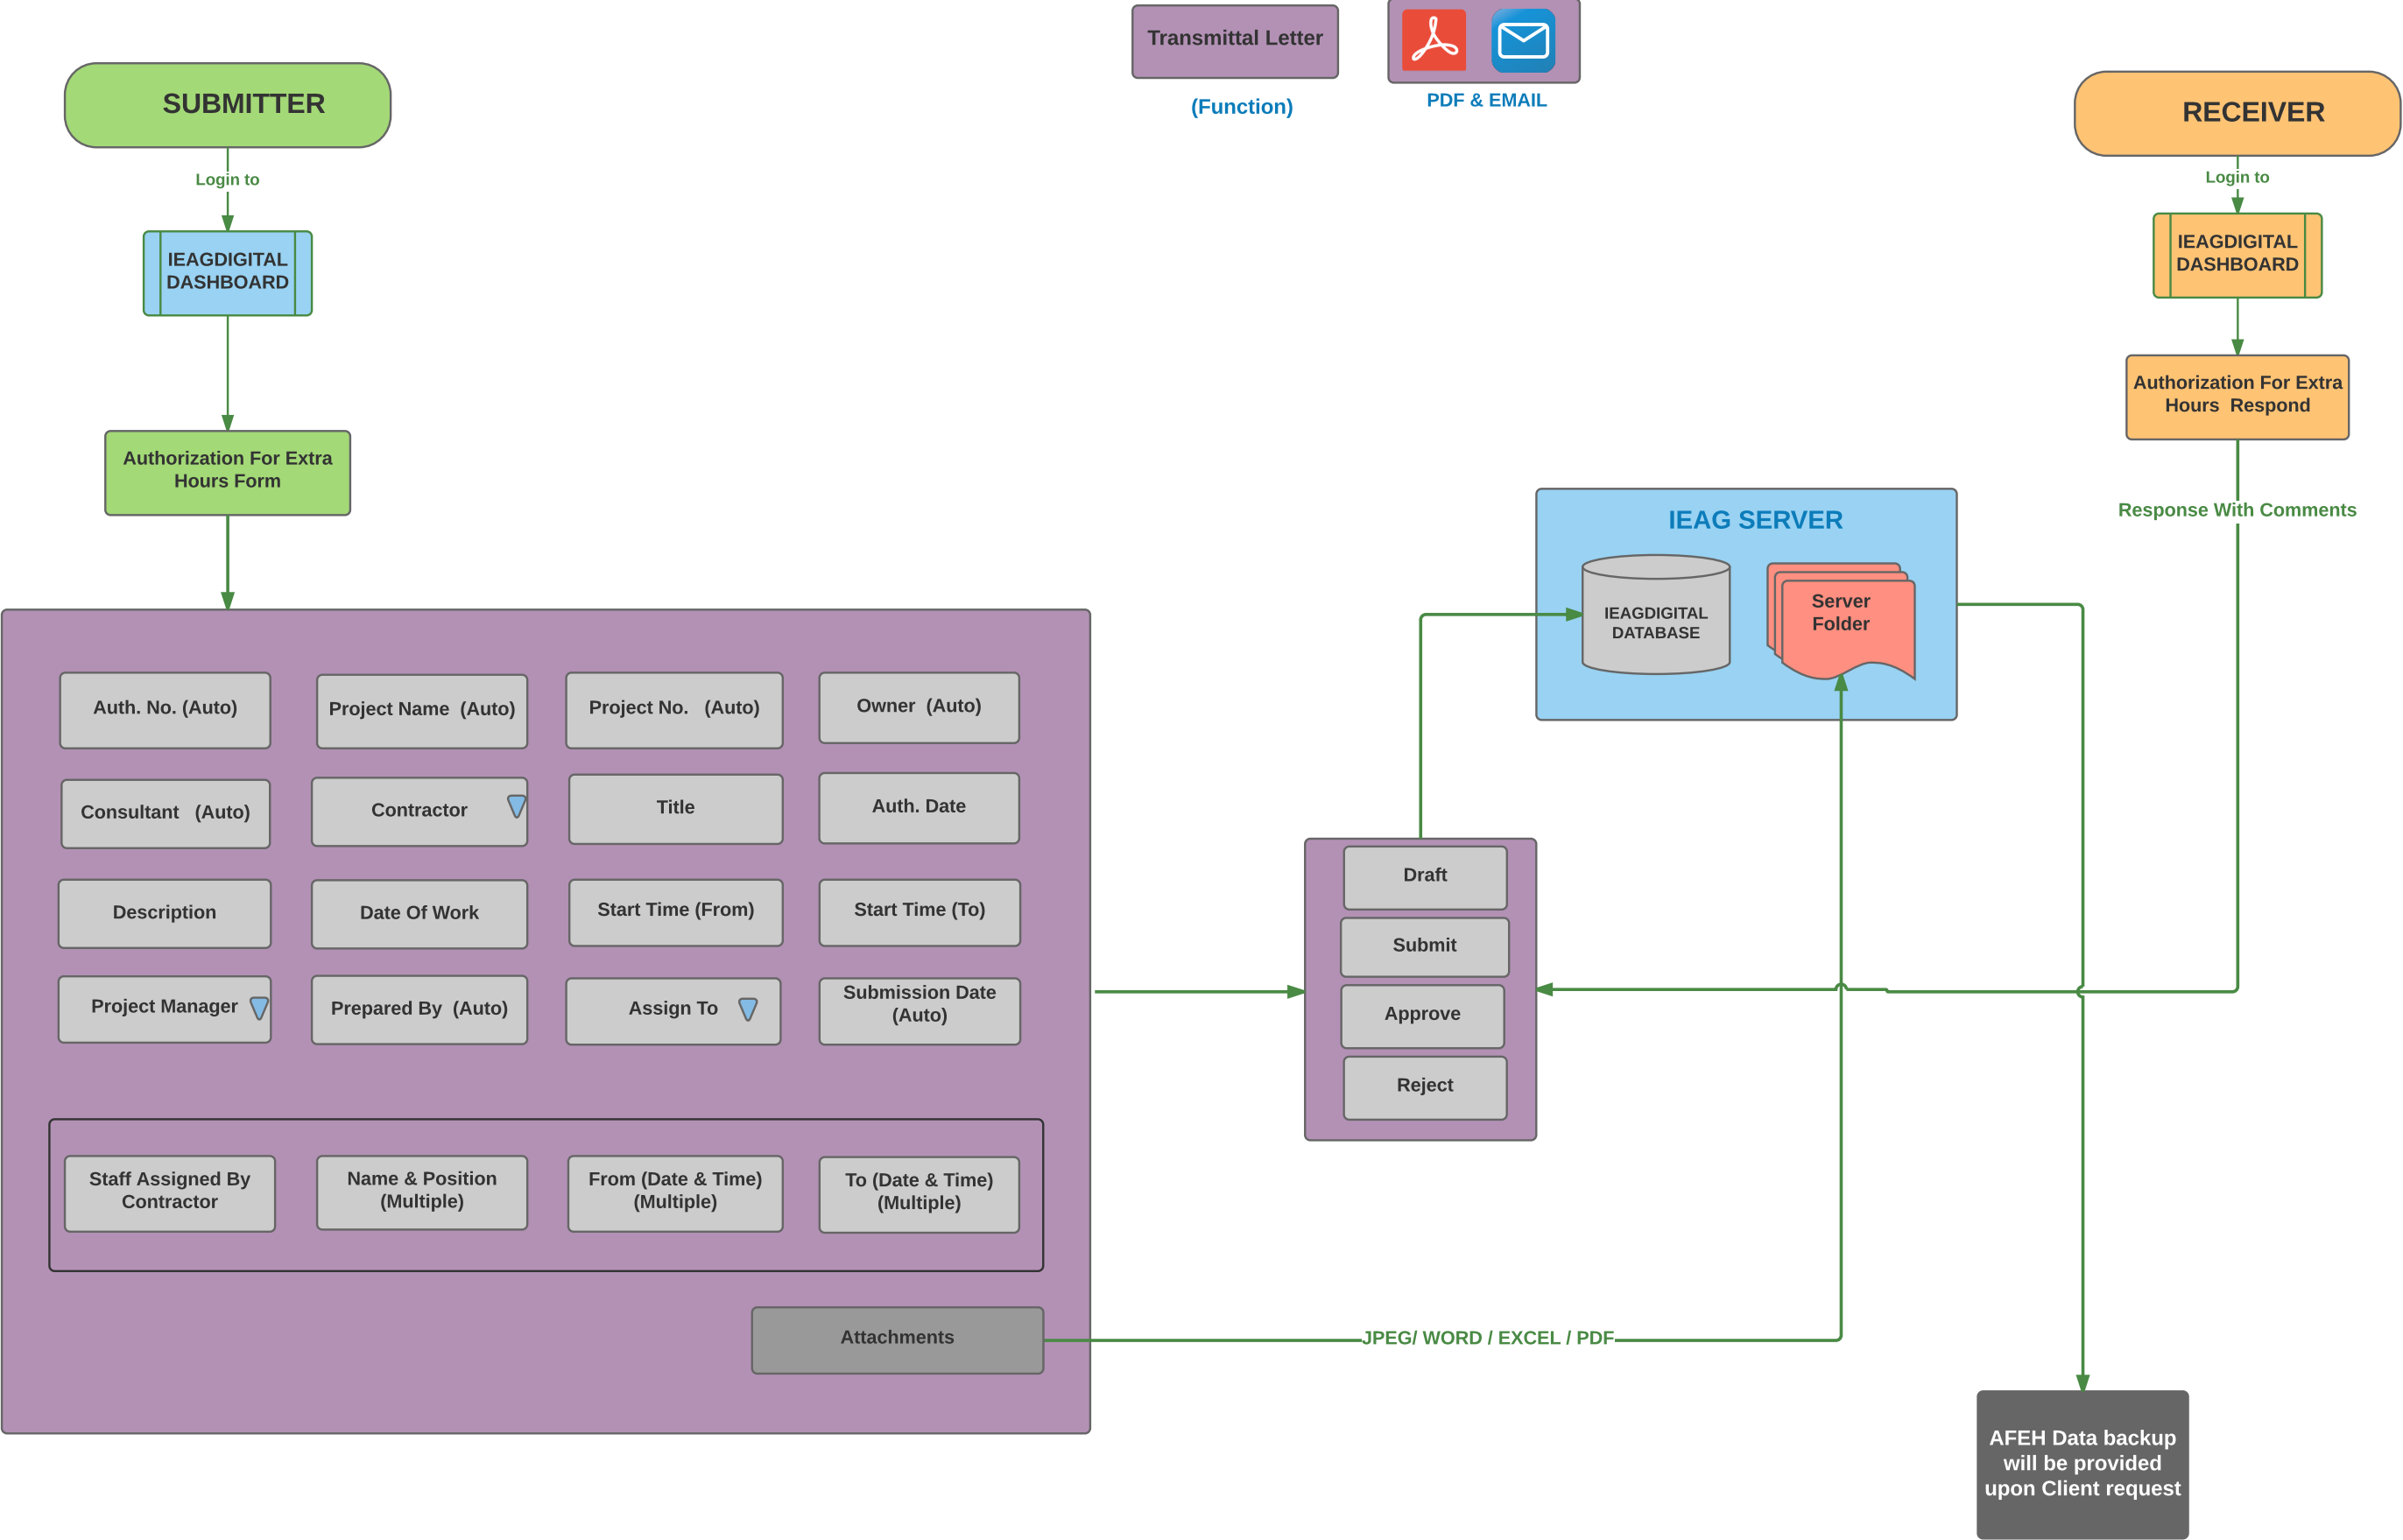 Transmittal Letter
(Function)
PDF & EMAIL
SUBMITTER
Login to
IEAGDIGITAL
DASHBOARD
Authorization For Extra
Hours Form
RECEIVER
Login to
IEAGDIGITAL
DASHBOARD
Authorization For Extra
Hours  Respond
Response With Comments
IEAG SERVER
IEAGDIGITAL
DATABASE
Server
Folder
Auth. No. (Auto)
Project Name  (Auto)
Project No.   (Auto)
Owner  (Auto)
Consultant   (Auto)
Contractor
Title
Auth. Date
Description
Date Of Work
Start Time (From)
Start Time (To)
Project Manager
Prepared By  (Auto)
Assign To
Submission Date
(Auto)
Staff Assigned By
Contractor
Name & Position
(Multiple)
From (Date & Time)
(Multiple)
To (Date & Time)
(Multiple)
Attachments
Draft
Submit
Approve
Reject
JPEG/ WORD / EXCEL / PDF
AFEH Data backup
will be provided
upon Client request